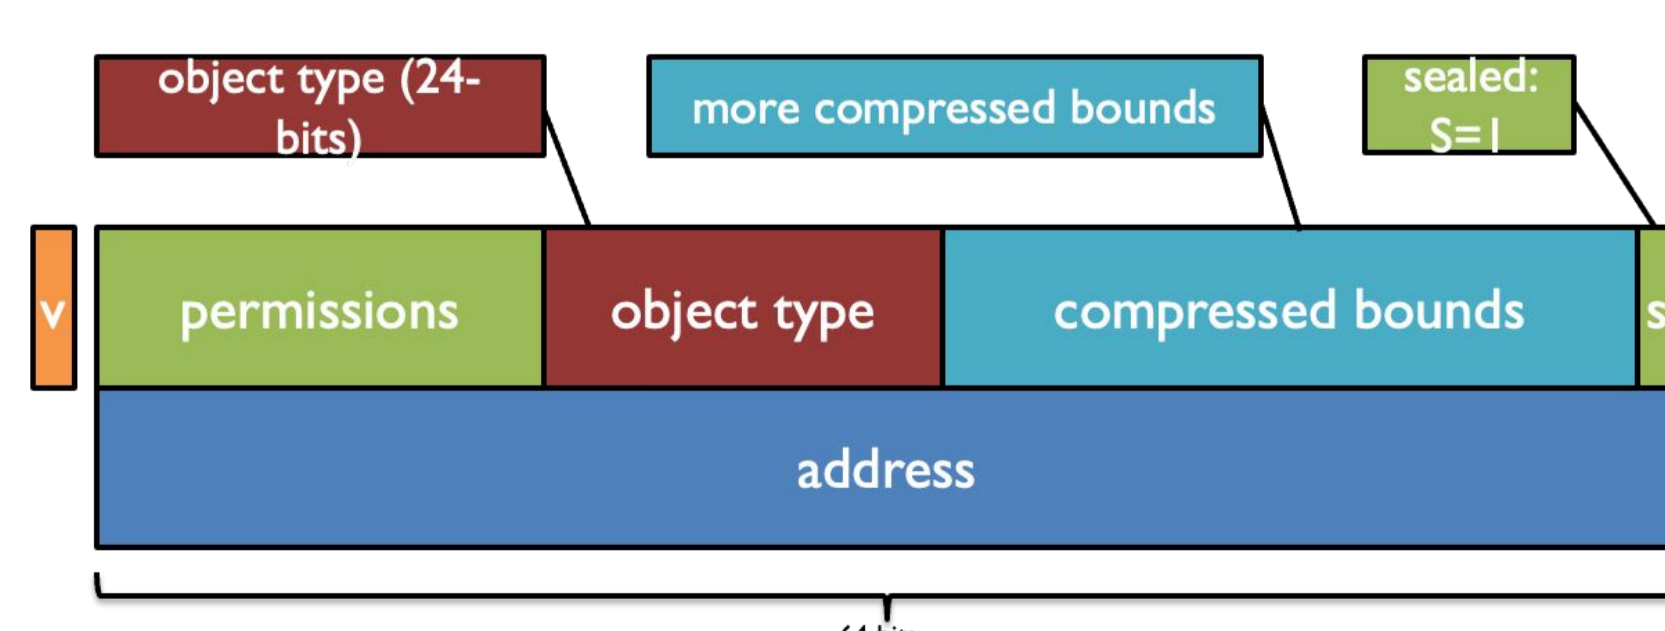 object type (24-
bits)
more compressed bounds
sealed:
S=1
v
permissions
object type
compressed bounds
s
address